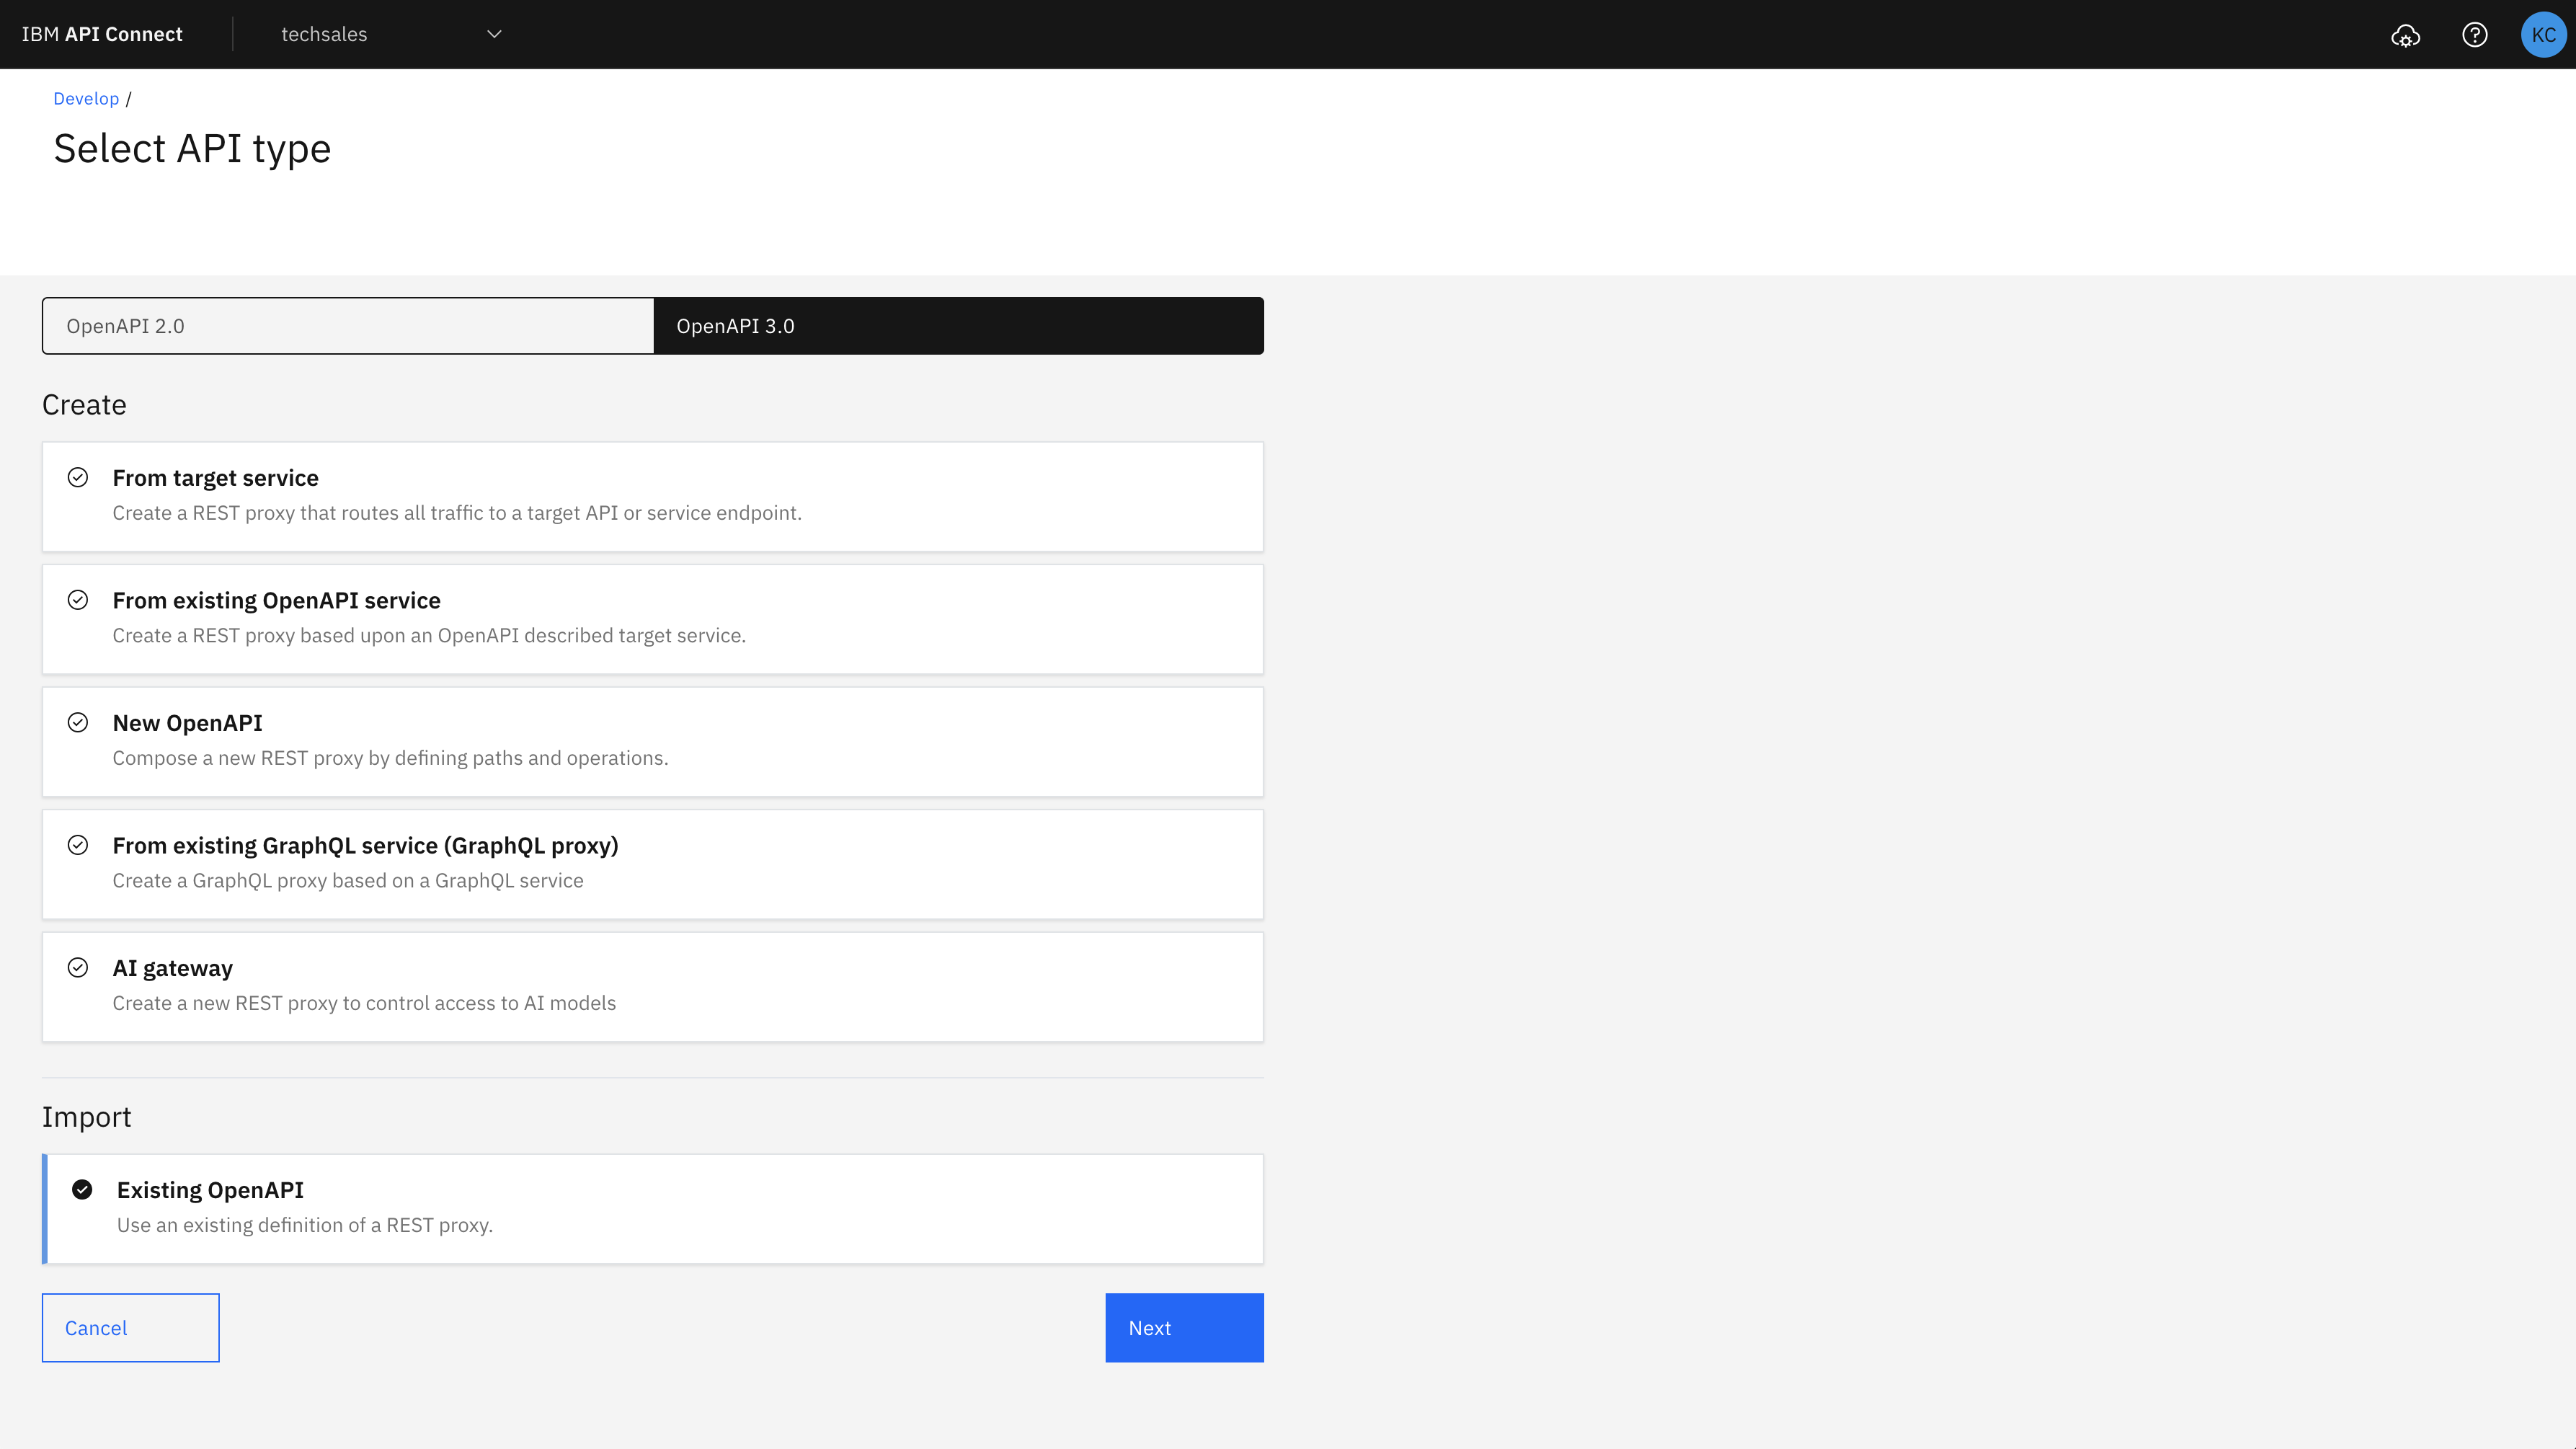 IBM API Connect
techsales
KC
Develop /
Select API type
OpenAPI 2.0
OpenAPI 3.0
Create
From target service
Create a REST proxy that routes all traffic to a target API or service endpoint.
From existing OpenAPI service
Create a REST proxy based upon an OpenAPI described target service.
New OpenAPI
Compose a new REST proxy by defining paths and operations.
From existing GraphQL service (GraphQL proxy)
Create a GraphQL proxy based on a GraphQL service
AI gateway
Create a new REST proxy to control access to AI models
Import
Existing OpenAPI
Use an existing definition of a REST proxy.
Cancel
Next